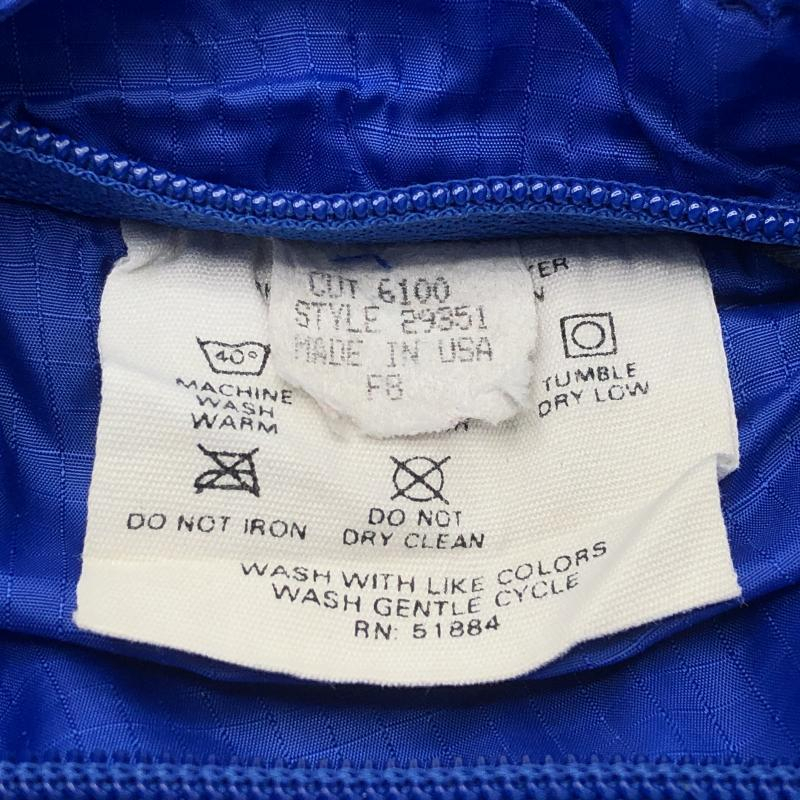 CUT 6100
STYLE 29351
MADE IN USA
FB
40°
MACHINE
WASH
WARM
TUMBLE
DRY LOW
DO NOT IRON
DO NOT
DRY CLEAN
WASH WITH LIKE COLORS
WASH GENTLE CYCLE
RN: 51884